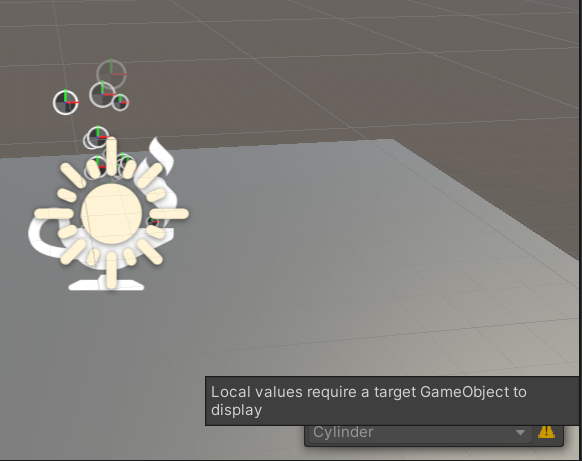 Local values require a target GameObject to
display
Cylinder